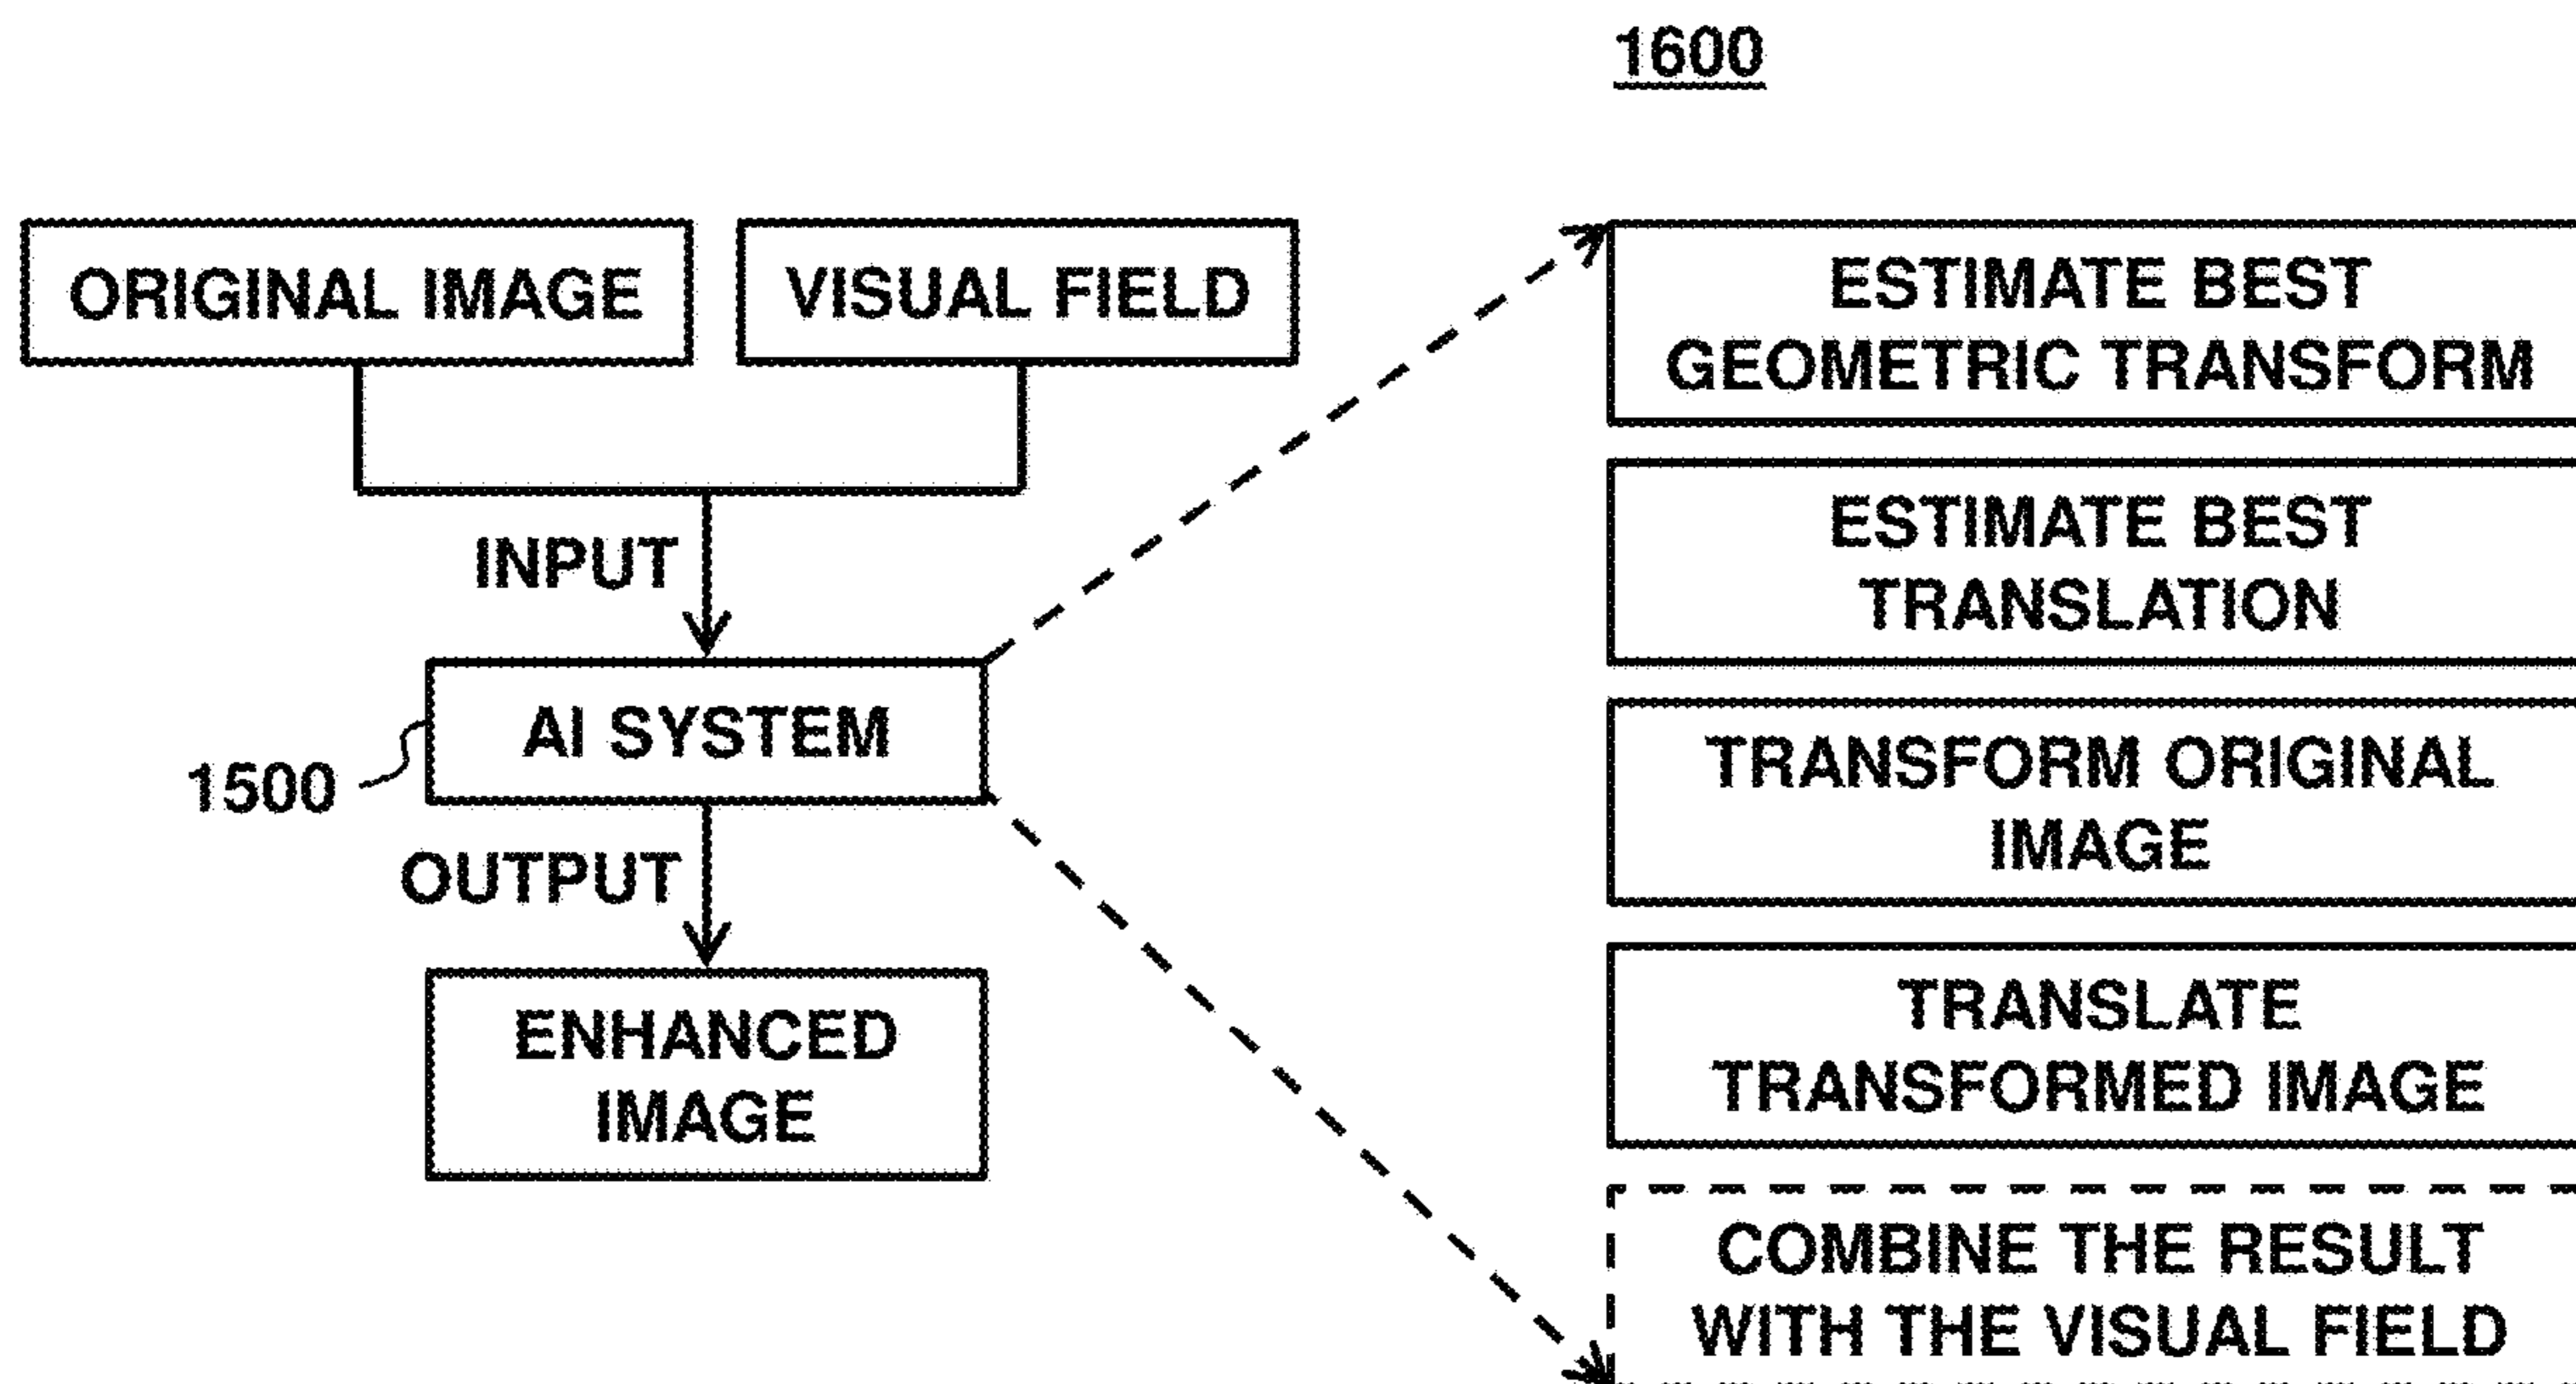 1600
ORIGINAL IMAGE
VISUAL FIELD
INPUT
AI SYSTEM
1500
OUTPUT
ENHANCED
IMAGE
ESTIMATE BEST
GEOMETRIC TRANSFORM
ESTIMATE BEST
TRANSLATION
TRANSFORM ORIGINAL
IMAGE
TRANSLATE
TRANSFORMED IMAGE
COMBINE THE RESULT
WITH THE VISUAL FIELD